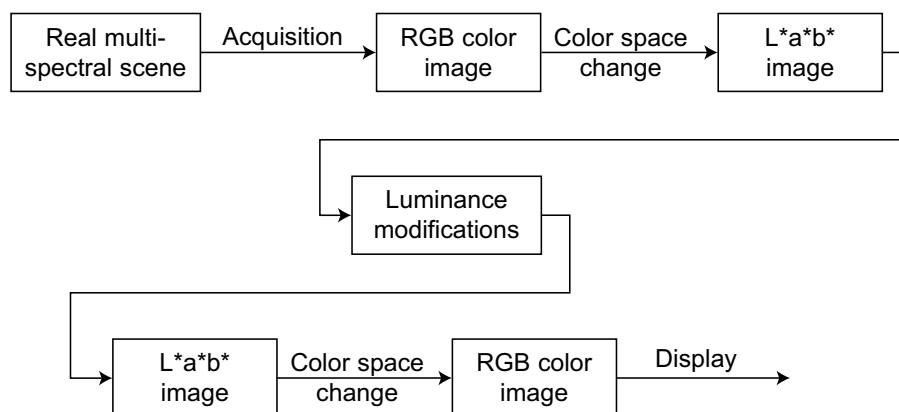 Real multi-
spectral scene
Acquisition
RGB color
image
Color space
change
L*a*b*
image
Luminance
modifications
L*a*b*
image
Color space
change
RGB color
image
Display